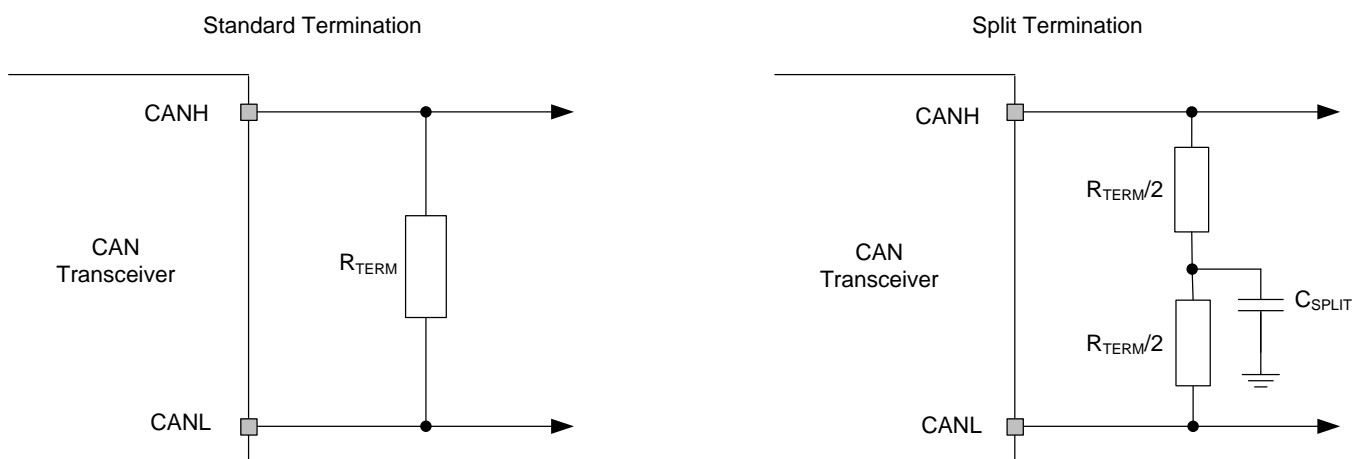 Standard Termination
CANH
CAN
Transceiver
RTERM
CANL
Split Termination
CANH
RTERM/2
CAN
Transceiver
CSPLIT
RTERM/2
CANL